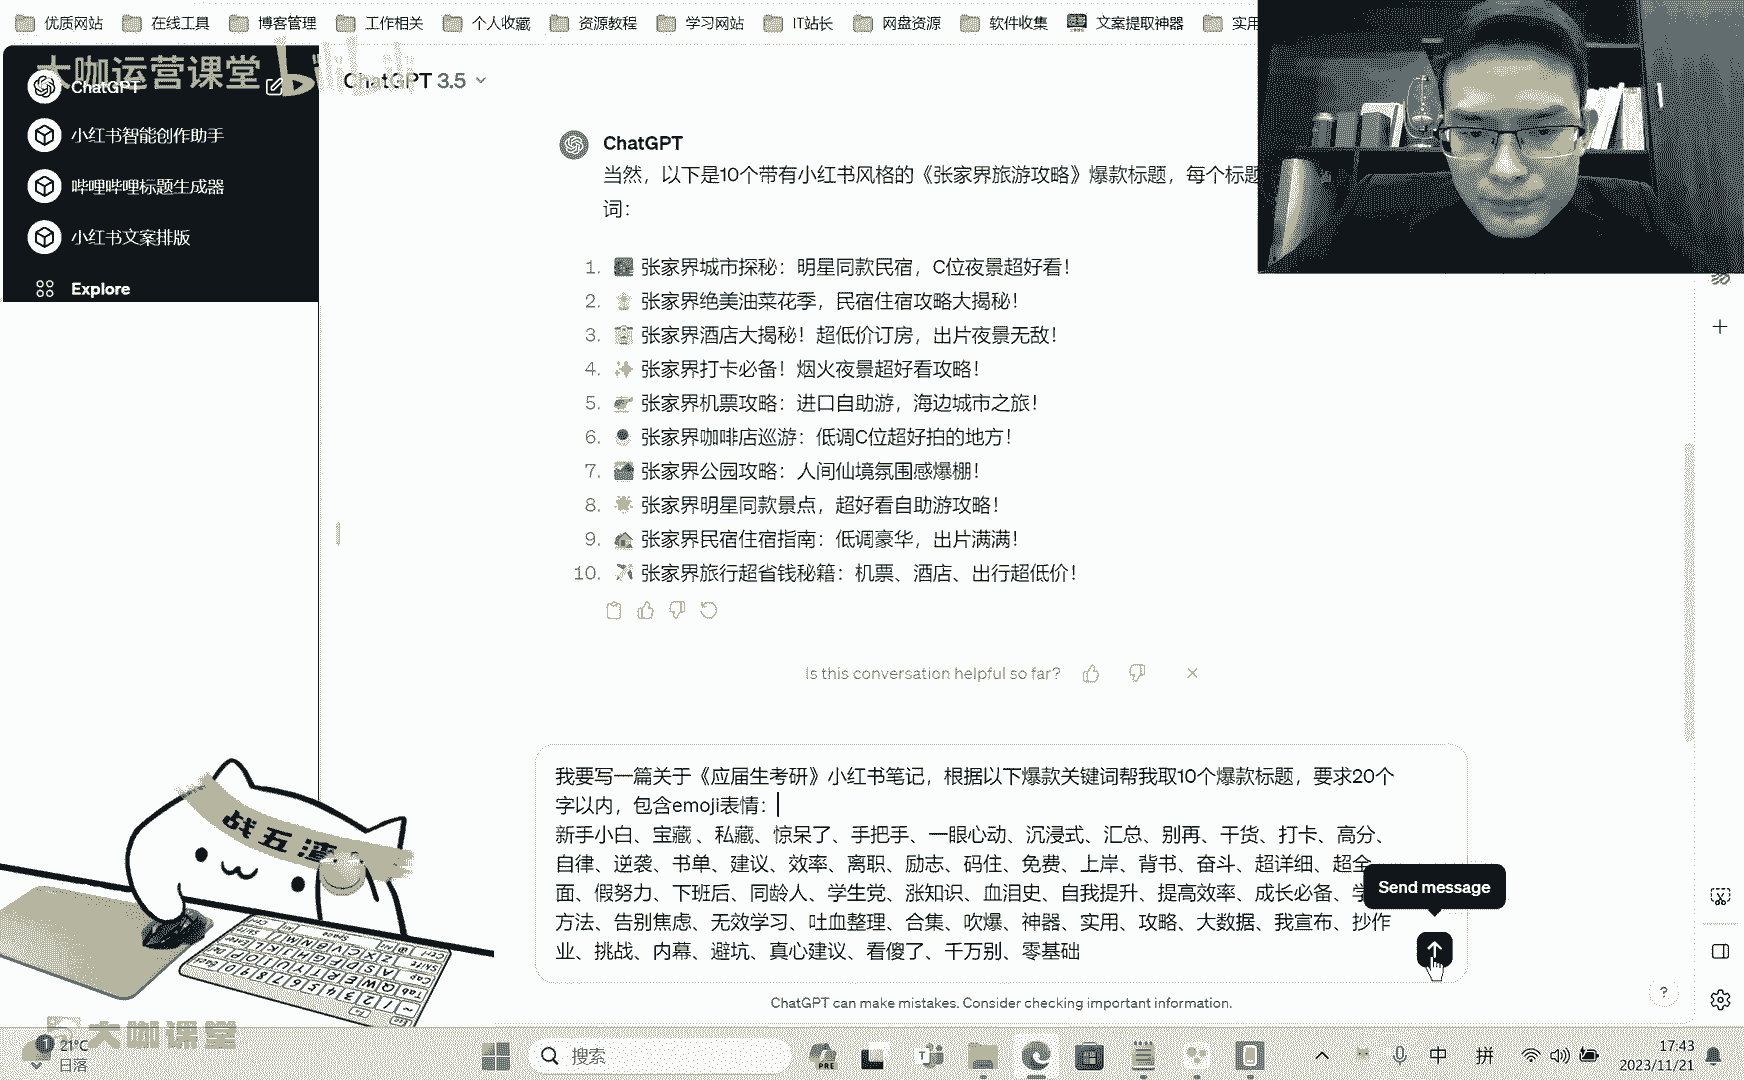 优质网站 在线工具 博客管理 工作相关 个人收藏 资源教程 学习网站 IT站长 网盘资源 软件收集 文案提取神器 实用
大咖运营课堂 bilibili
ChatGPT
小红书智能创作助手
哔哩哔哩标题生成器
小红书文案排版
Explore
ChatGPT 3.5
ChatGPT
当然，以下是10个带有小红书风格的《张家界旅游攻略》爆款标题，每个标题
词：
1. 张家界城市探秘：明星同款民宿，C位夜景超好看！
2. 张家界绝美油菜花季，民宿住宿攻略大揭秘！
3. 张家界酒店大揭秘！超低价订房，出片夜景无敌！
4. 张家界打卡必备！烟火夜景超好看攻略！
5. 张家界机票攻略：进口自助游，海边城市之旅！
6. 张家界咖啡店巡游：低调C位超好拍的地方！
7. 张家界公园攻略：人间仙境氛围感爆棚！
8. 张家界明星同款景点，超好看自助游攻略！
9. 张家界民宿住宿指南：低调豪华，出片满满！
10. 张家界旅行超省钱秘籍：机票、酒店、出行超低价！
Is this conversation helpful so far?
我要写一篇关于《应届生考研》小红书笔记，根据以下爆款关键词帮我取10个爆款标题，要求20个
字以内，包含emoji表情：
新手小白、宝藏 、私藏、惊呆了、手把手、一眼心动、沉浸式、汇总、别再、干货、打卡、高分、
自律、逆袭、书单、建议、效率、离职、励志、码住、免费、上岸、背书、奋斗、超详细、超全
面、假努力、下班后、同龄人、学生党、涨知识、血泪史、自我提升、提高效率、成长必备、学
方法、告别焦虑、无效学习、吐血整理、合集、吹爆、神器、实用、攻略、大数据、我宣布、抄作
业、挑战、内幕、避坑、真心建议、看傻了、千万别、零基础
Send message
ChatGPT can make mistakes. Consider checking important information.
?
战五渣
大咖课堂
1 21°C
日落
搜索
PRE
中 拼
17:43
2023/11/21